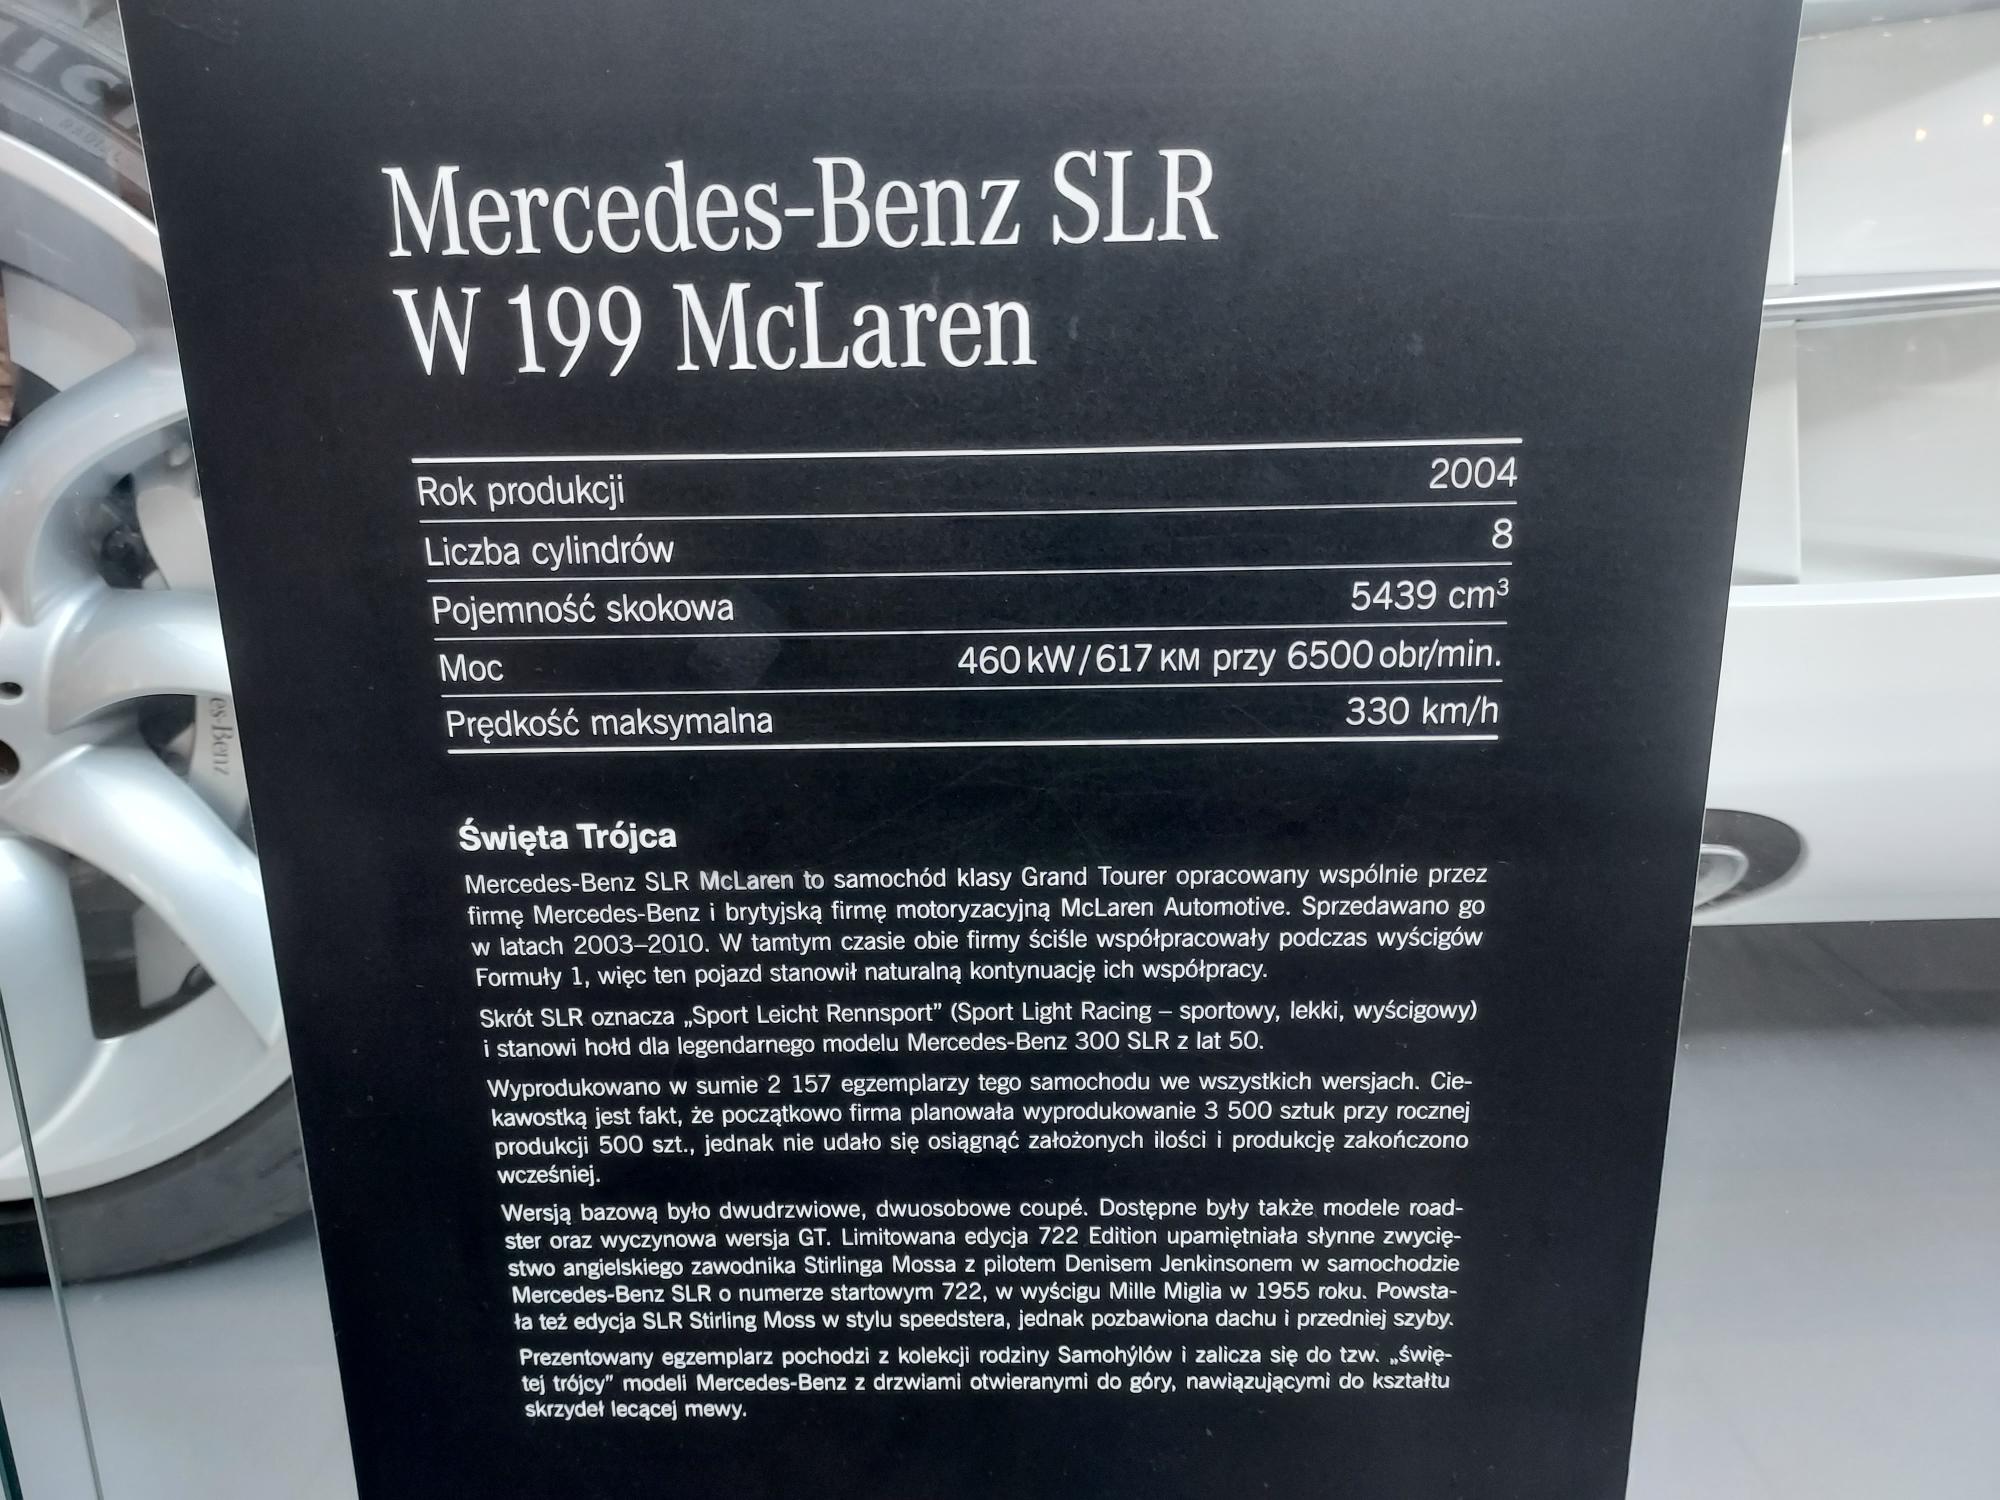 Mercedes-Benz SLR
W 199 McLaren
Rok produkcji 2004
Liczba cylindrów 8
Pojemność skokowa 5439 cm³
Moc 460 kW / 617 KM przy 6500 obr/min.
Prędkość maksymalna 330 km/h
Święta Trójca
Mercedes-Benz SLR McLaren to samochód klasy Grand Tourer opracowany wspólnie przez
firmę Mercedes-Benz i brytyjską firmę motoryzacyjną McLaren Automotive. Sprzedawano go
w latach 2003–2010. W tamtym czasie obie firmy ściśle współpracowały podczas wyścigów
Formuły 1, więc ten pojazd stanowił naturalną kontynuację ich współpracy.
Skrót SLR oznacza „Sport Leicht Rennsport” (Sport Light Racing – sportowy, lekki, wyścigowy)
i stanowi hołd dla legendarnego modelu Mercedes-Benz 300 SLR z lat 50.
Wyprodukowano w sumie 2 157 egzemplarzy tego samochodu we wszystkich wersjach. Cie-
kawostką jest fakt, że początkowo firma planowała wyprodukowanie 3 500 sztuk przy rocznej
produkcji 500 szt., jednak nie udało się osiągnąć założonych ilości i produkcję zakończono
wcześniej.
Wersją bazową było dwudrzwiowe, dwuosobowe coupé. Dostępne były także modele road-
ster oraz wyczynowa wersja GT. Limitowana edycja 722 Edition upamiętniała słynne zwycię-
stwo angielskiego zawodnika Stirlinga Mossa z pilotem Denisem Jenkinsonem w samochodzie
Mercedes-Benz SLR o numerze startowym 722, w wyścigu Mille Miglia w 1955 roku. Powsta-
ła też edycja SLR Stirling Moss w stylu speedstera, jednak pozbawiona dachu i przedniej szyby.
Prezentowany egzemplarz pochodzi z kolekcji rodziny Samohýlów i zalicza się do tzw. „świę-
tej trójcy” modeli Mercedes-Benz z drzwiami otwieranymi do góry, nawiązującymi do kształtu
skrzydeł lecącej mewy.
es-Benz